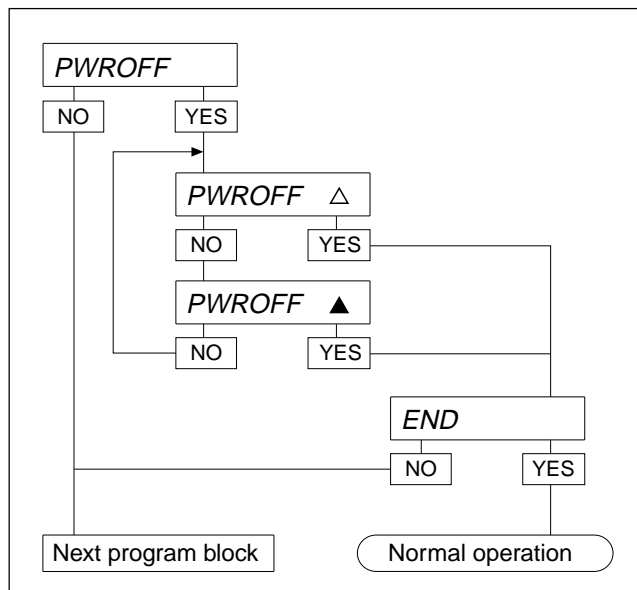 PWROFF
NO YES
PWROFF △
NO YES
PWROFF ▲
NO YES
END
NO YES
Next program block Normal operation